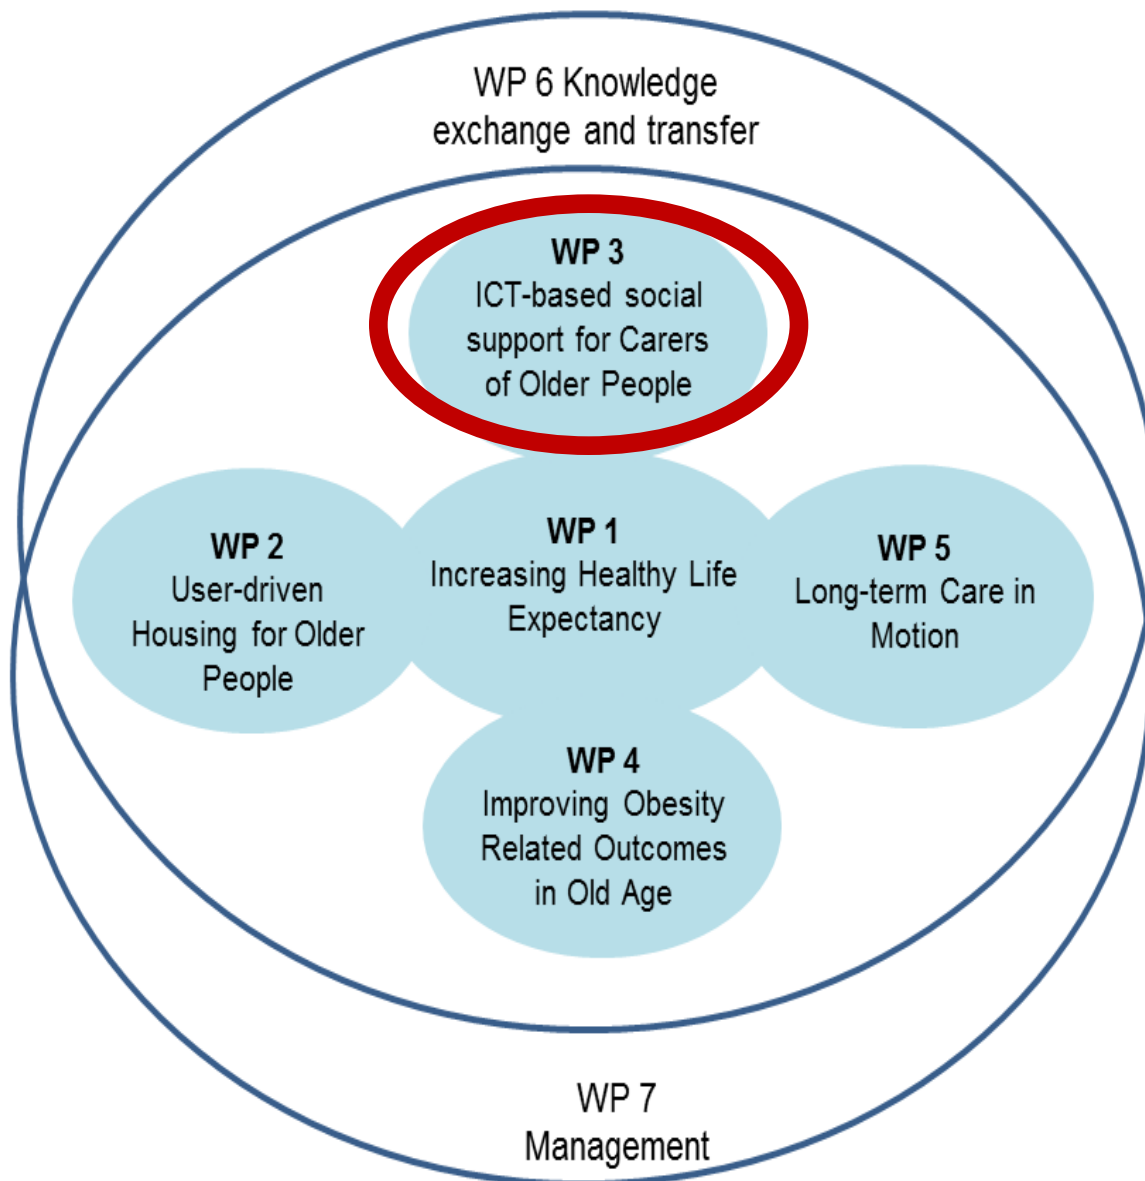 WP 6 Knowledge
exchange and transfer
WP 3
ICT-based social
support for Carers
of Older People
WP 2
User-driven
Housing for Older
People
WP 1
Increasing Healthy Life
Expectancy
WP 5
Long-term Care in
Motion
WP 4
Improving Obesity
Related Outcomes
in Old Age
WP 7
Management